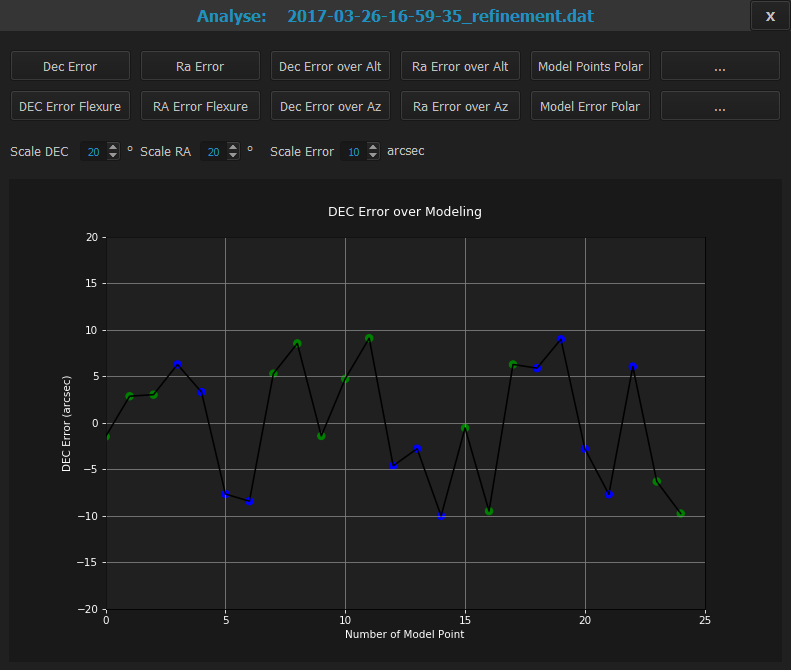 Analyse: 2017-03-26-16-59-35_refinement.dat X
Dec Error Ra Error Dec Error over Alt Ra Error over Alt Model Points Polar ...
DEC Error Flexure RA Error Flexure Dec Error over Az Ra Error over Az Model Error Polar ...
Scale DEC 20 ° Scale RA 20 ° Scale Error 10 arcsec
DEC Error over Modeling
20
15
10
5
0
−5
−10
−15
−20
DEC Error (arcsec)
0 5 10 15 20 25
Number of Model Point